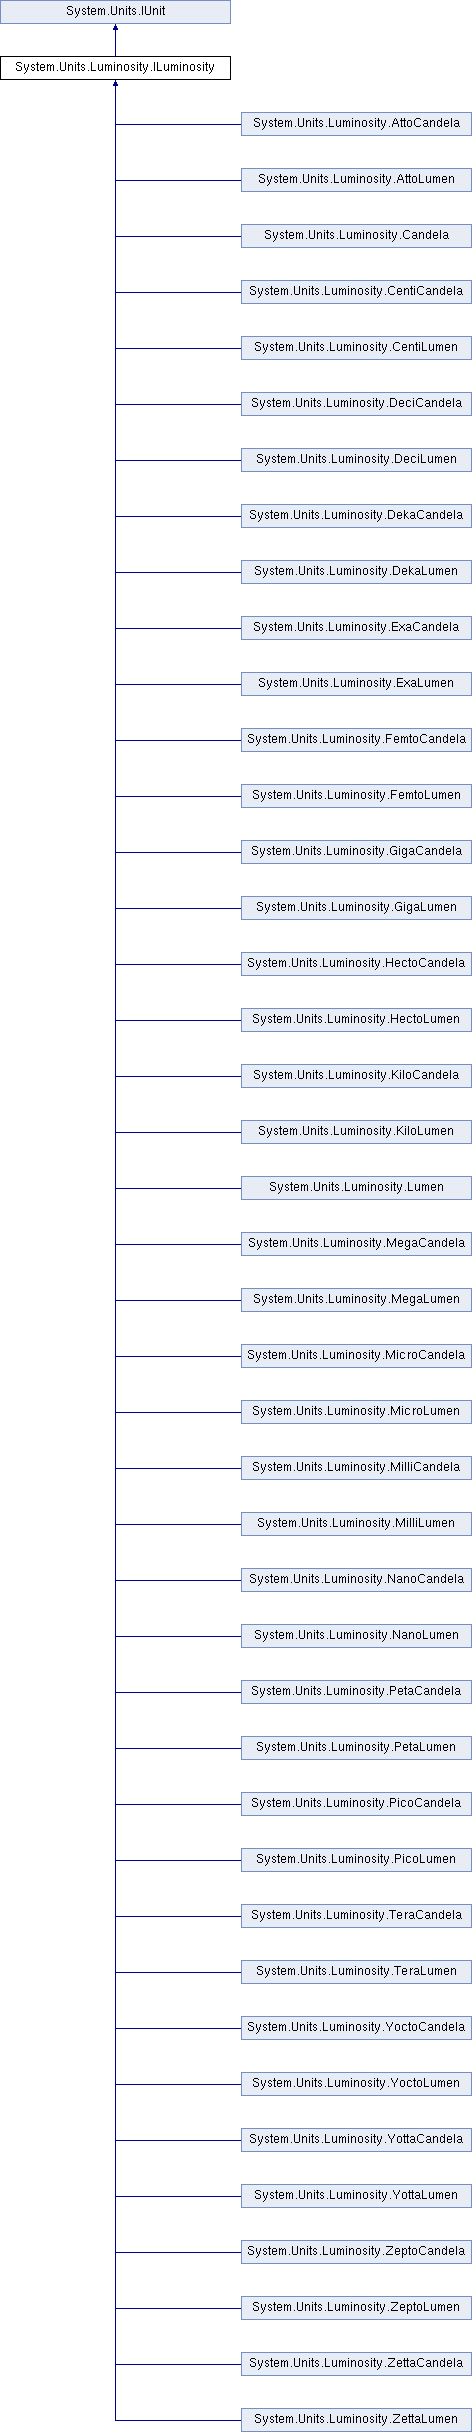 System.Units.IUnit
System.Units.Luminosity.ILuminosity
System.Units.Luminosity.AttoCandela
System.Units.Luminosity.AttoLumen
System.Units.Luminosity.Candela
System.Units.Luminosity.CentiCandela
System.Units.Luminosity.CentiLumen
System.Units.Luminosity.DeciCandela
System.Units.Luminosity.DeciLumen
System.Units.Luminosity.DekaCandela
System.Units.Luminosity.DekaLumen
System.Units.Luminosity.ExaCandela
System.Units.Luminosity.ExaLumen
System.Units.Luminosity.FemtoCandela
System.Units.Luminosity.FemtoLumen
System.Units.Luminosity.GigaCandela
System.Units.Luminosity.GigaLumen
System.Units.Luminosity.HectoCandela
System.Units.Luminosity.HectoLumen
System.Units.Luminosity.KiloCandela
System.Units.Luminosity.KiloLumen
System.Units.Luminosity.Lumen
System.Units.Luminosity.MegaCandela
System.Units.Luminosity.MegaLumen
System.Units.Luminosity.MicroCandela
System.Units.Luminosity.MicroLumen
System.Units.Luminosity.MilliCandela
System.Units.Luminosity.MilliLumen
System.Units.Luminosity.NanoCandela
System.Units.Luminosity.NanoLumen
System.Units.Luminosity.PetaCandela
System.Units.Luminosity.PetaLumen
System.Units.Luminosity.PicoCandela
System.Units.Luminosity.PicoLumen
System.Units.Luminosity.TeraCandela
System.Units.Luminosity.TeraLumen
System.Units.Luminosity.YoctoCandela
System.Units.Luminosity.YoctoLumen
System.Units.Luminosity.YottaCandela
System.Units.Luminosity.YottaLumen
System.Units.Luminosity.ZeptoCandela
System.Units.Luminosity.ZeptoLumen
System.Units.Luminosity.ZettaCandela
System.Units.Luminosity.ZettaLumen